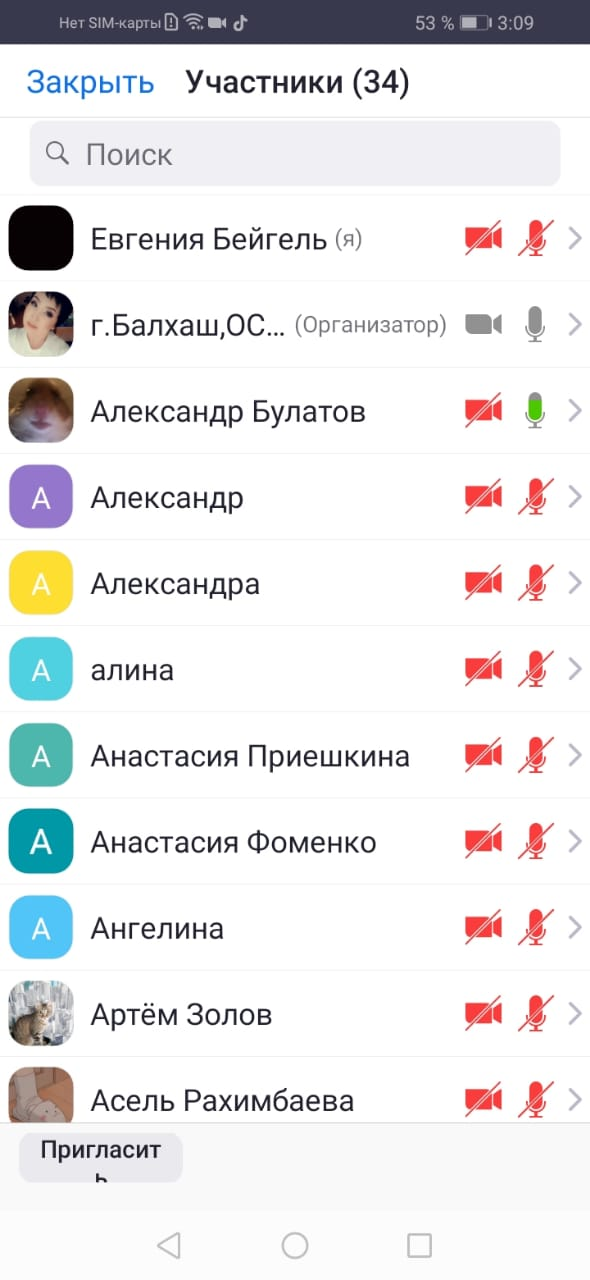 Нет SIM-карты 53 % 3:09
Закрыть Участники (34)
Поиск
Евгения Бейгель (я)
г.Балхаш,ОС... (Организатор)
Александр Булатов
А Александр
А Александра
А алина
А Анастасия Приешкина
А Анастасия Фоменко
А Ангелина
Артём Золов
Асель Рахимбаева
Пригласит
ь